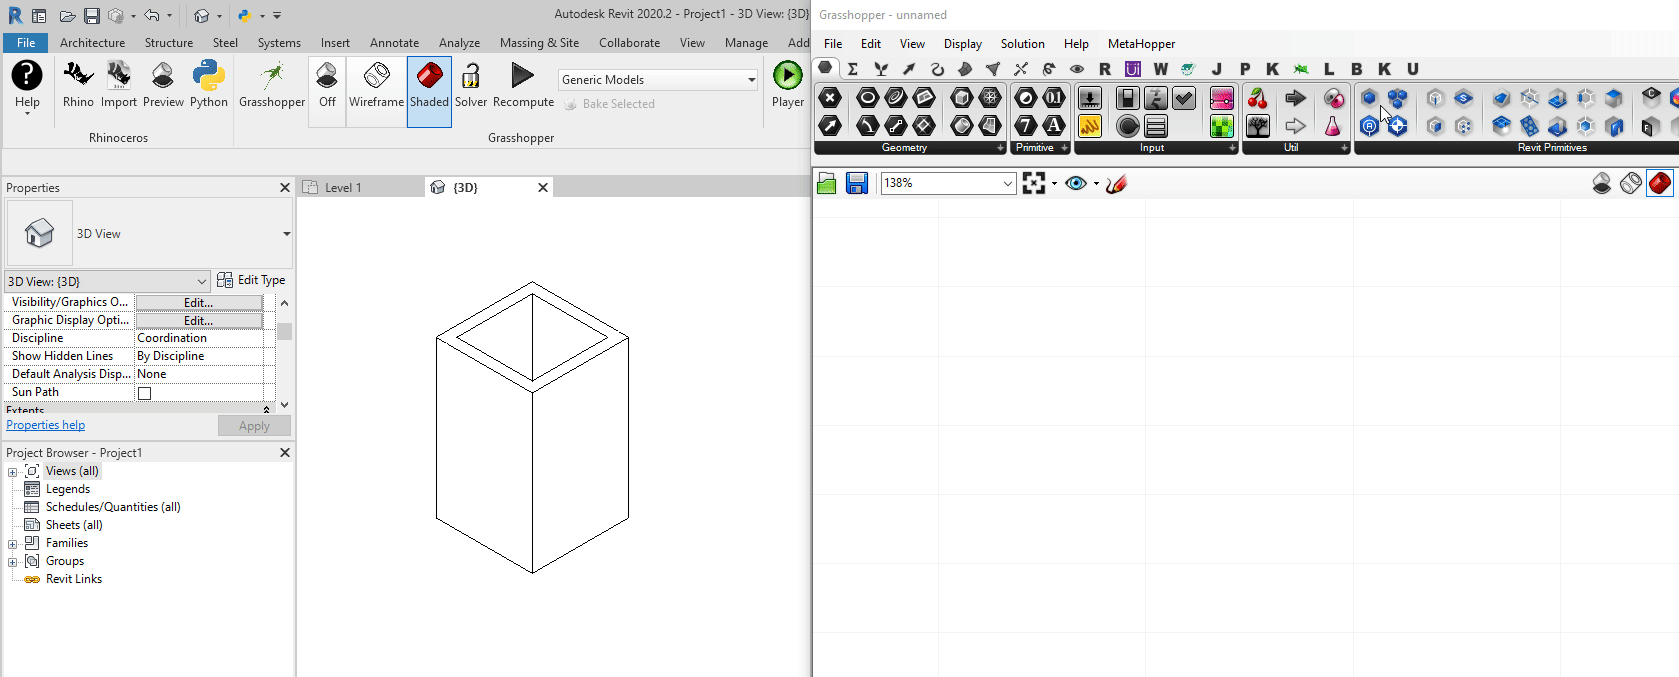 Autodesk Revit 2020.2 - Project1 - 3D View: {3D}
File Architecture Structure Steel Systems Insert Annotate Analyze Massing & Site Collaborate View Manage Add
Help Rhino Import Preview Python Grasshopper Off Wireframe Shaded Solver Recompute
Generic Models
Bake Selected
Player
Rhinoceros
Grasshopper
Properties
Level 1
{3D}
3D View
3D View: {3D}
Edit Type
Visibility/Graphics O... Edit...
Graphic Display Opti... Edit...
Discipline Coordination
Show Hidden Lines By Discipline
Default Analysis Disp... None
Sun Path
Extents
Properties help
Apply
Project Browser - Project1
Views (all)
Legends
Schedules/Quantities (all)
Sheets (all)
Families
Groups
Revit Links
Grasshopper - unnamed
File Edit View Display Solution Help MetaHopper
R W J P K L B K U
Geometry Primitive Input Util Revit Primitives
138%